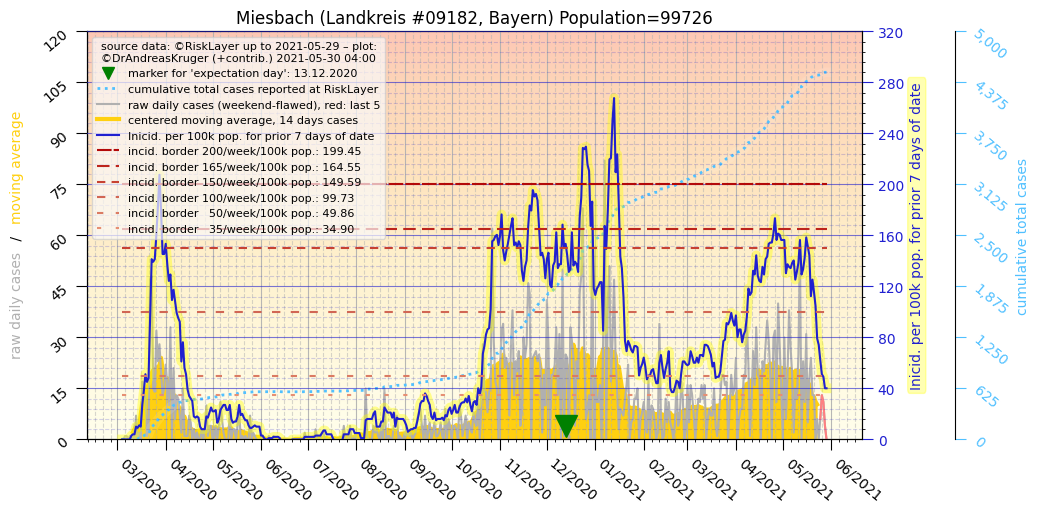 Miesbach (Landkreis #09182, Bayern) Population=99726
source data: ©RiskLayer up to 2021-05-29 – plot:
©DrAndreasKruger (+contrib.) 2021-05-30 04:00
marker for 'expectation day': 13.12.2020
cumulative total cases reported at RiskLayer
raw daily cases (weekend-flawed), red: last 5
centered moving average, 14 days cases
Inicid. per 100k pop. for prior 7 days of date
incid. border 200/week/100k pop.: 199.45
incid. border 165/week/100k pop.: 164.55
incid. border 150/week/100k pop.: 149.59
incid. border 100/week/100k pop.: 99.73
incid. border   50/week/100k pop.: 49.86
incid. border   35/week/100k pop.: 34.90
raw daily cases / moving average
120
105
90
75
60
45
30
15
0
03/2020
04/2020
05/2020
06/2020
07/2020
08/2020
09/2020
10/2020
11/2020
12/2020
01/2021
02/2021
03/2021
04/2021
05/2021
06/2021
320
280
240
200
160
120
80
40
0
Inicid. per 100k pop. for prior 7 days of date
5,000
4,375
3,750
3,125
2,500
1,875
1,250
625
0
cumulative total cases